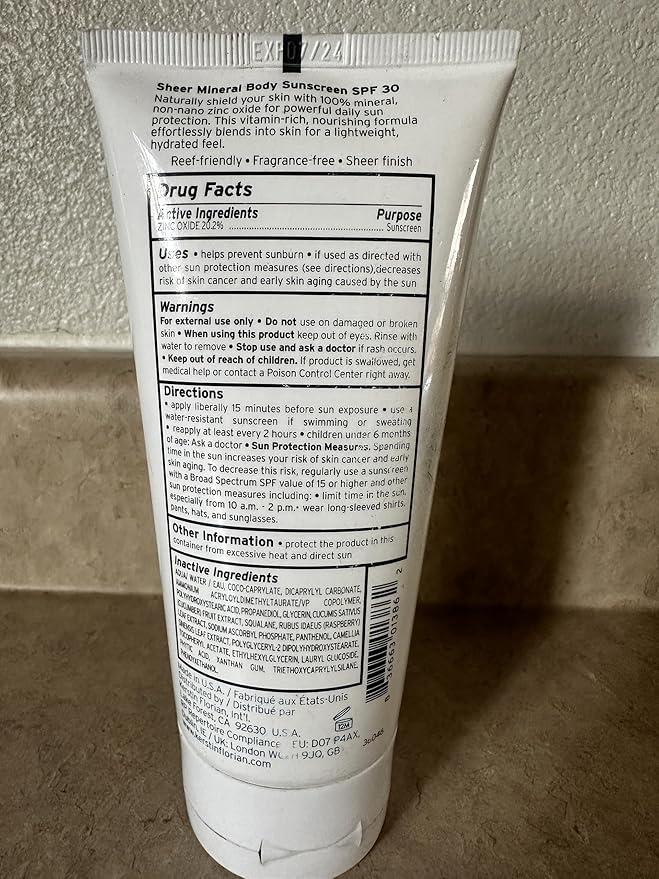 EXP 07/24
Sheer Mineral Body Sunscreen SPF 30
Naturally shield your skin with 100% mineral,
non-nano zinc oxide for powerful daily sun
protection. This vitamin-rich, nourishing formula
effortlessly blends into skin for a lightweight,
hydrated feel.
Reef-friendly • Fragrance-free • Sheer finish
Drug Facts
Active Ingredients Purpose
ZINC OXIDE 20.2% ........................................ Sunscreen
Uses • helps prevent sunburn • if used as directed with
other sun protection measures (see directions),decreases
risk of skin cancer and early skin aging caused by the sun
Warnings
For external use only • Do not use on damaged or broken
skin • When using this product keep out of eyes. Rinse with
water to remove • Stop use and ask a doctor if rash occurs.
• Keep out of reach of children. If product is swallowed, get
medical help or contact a Poison Control Center right away.
Directions
• apply liberally 15 minutes before sun exposure • use a
water-resistant sunscreen if swimming or sweating
• reapply at least every 2 hours • children under 6 months
of age: Ask a doctor • Sun Protection Measures. Spending
time in the sun increases your risk of skin cancer and early
skin aging. To decrease this risk, regularly use a sunscreen
with a Broad Spectrum SPF value of 15 or higher and other
sun protection measures including: • limit time in the sun,
especially from 10 a.m. - 2 p.m.• wear long-sleeved shirts,
pants, hats, and sunglasses.
Other Information • protect the product in this
container from excessive heat and direct sun
Inactive Ingredients
AQUA/ WATER / EAU, COCO-CAPRYLATE, DICAPRYLYL CARBONATE,
AMMONIUM ACRYLOYLDIMETHYLTAURATE/VP COPOLYMER,
POLYHYDROXYSTEARIC ACID, PROPANEDIOL, GLYCERIN, CUCUMIS SATIVUS
(CUCUMBER) FRUIT EXTRACT, SQUALANE, RUBUS IDAEUS (RASPBERRY)
LEAF EXTRACT, SODIUM ASCORBYL PHOSPHATE, PANTHENOL, CAMELLIA
SINENSIS LEAF EXTRACT, POLYGLYCERYL-2 DIPOLYHYDROXYSTEARATE,
TOCOPHERYL ACETATE, ETHYLHEXYLGLYCERIN, LAURYL GLUCOSIDE,
PHYTIC ACID, XANTHAN GUM, TRIETHOXYCAPRYLYLSILANE,
PHENOXYETHANOL
8 36663 07386 2
Made in U.S.A. / Fabriqué aux États-Unis
Distributed by / Distribué par
Kerstin Florian, Int'l.
Lake Forest, CA 92630 U.S.A.
Repertoire Compliance EU: D07 P4AX,
IE / UK: London 9JQ, GB
www.kerstinflorian.com
12M
36048